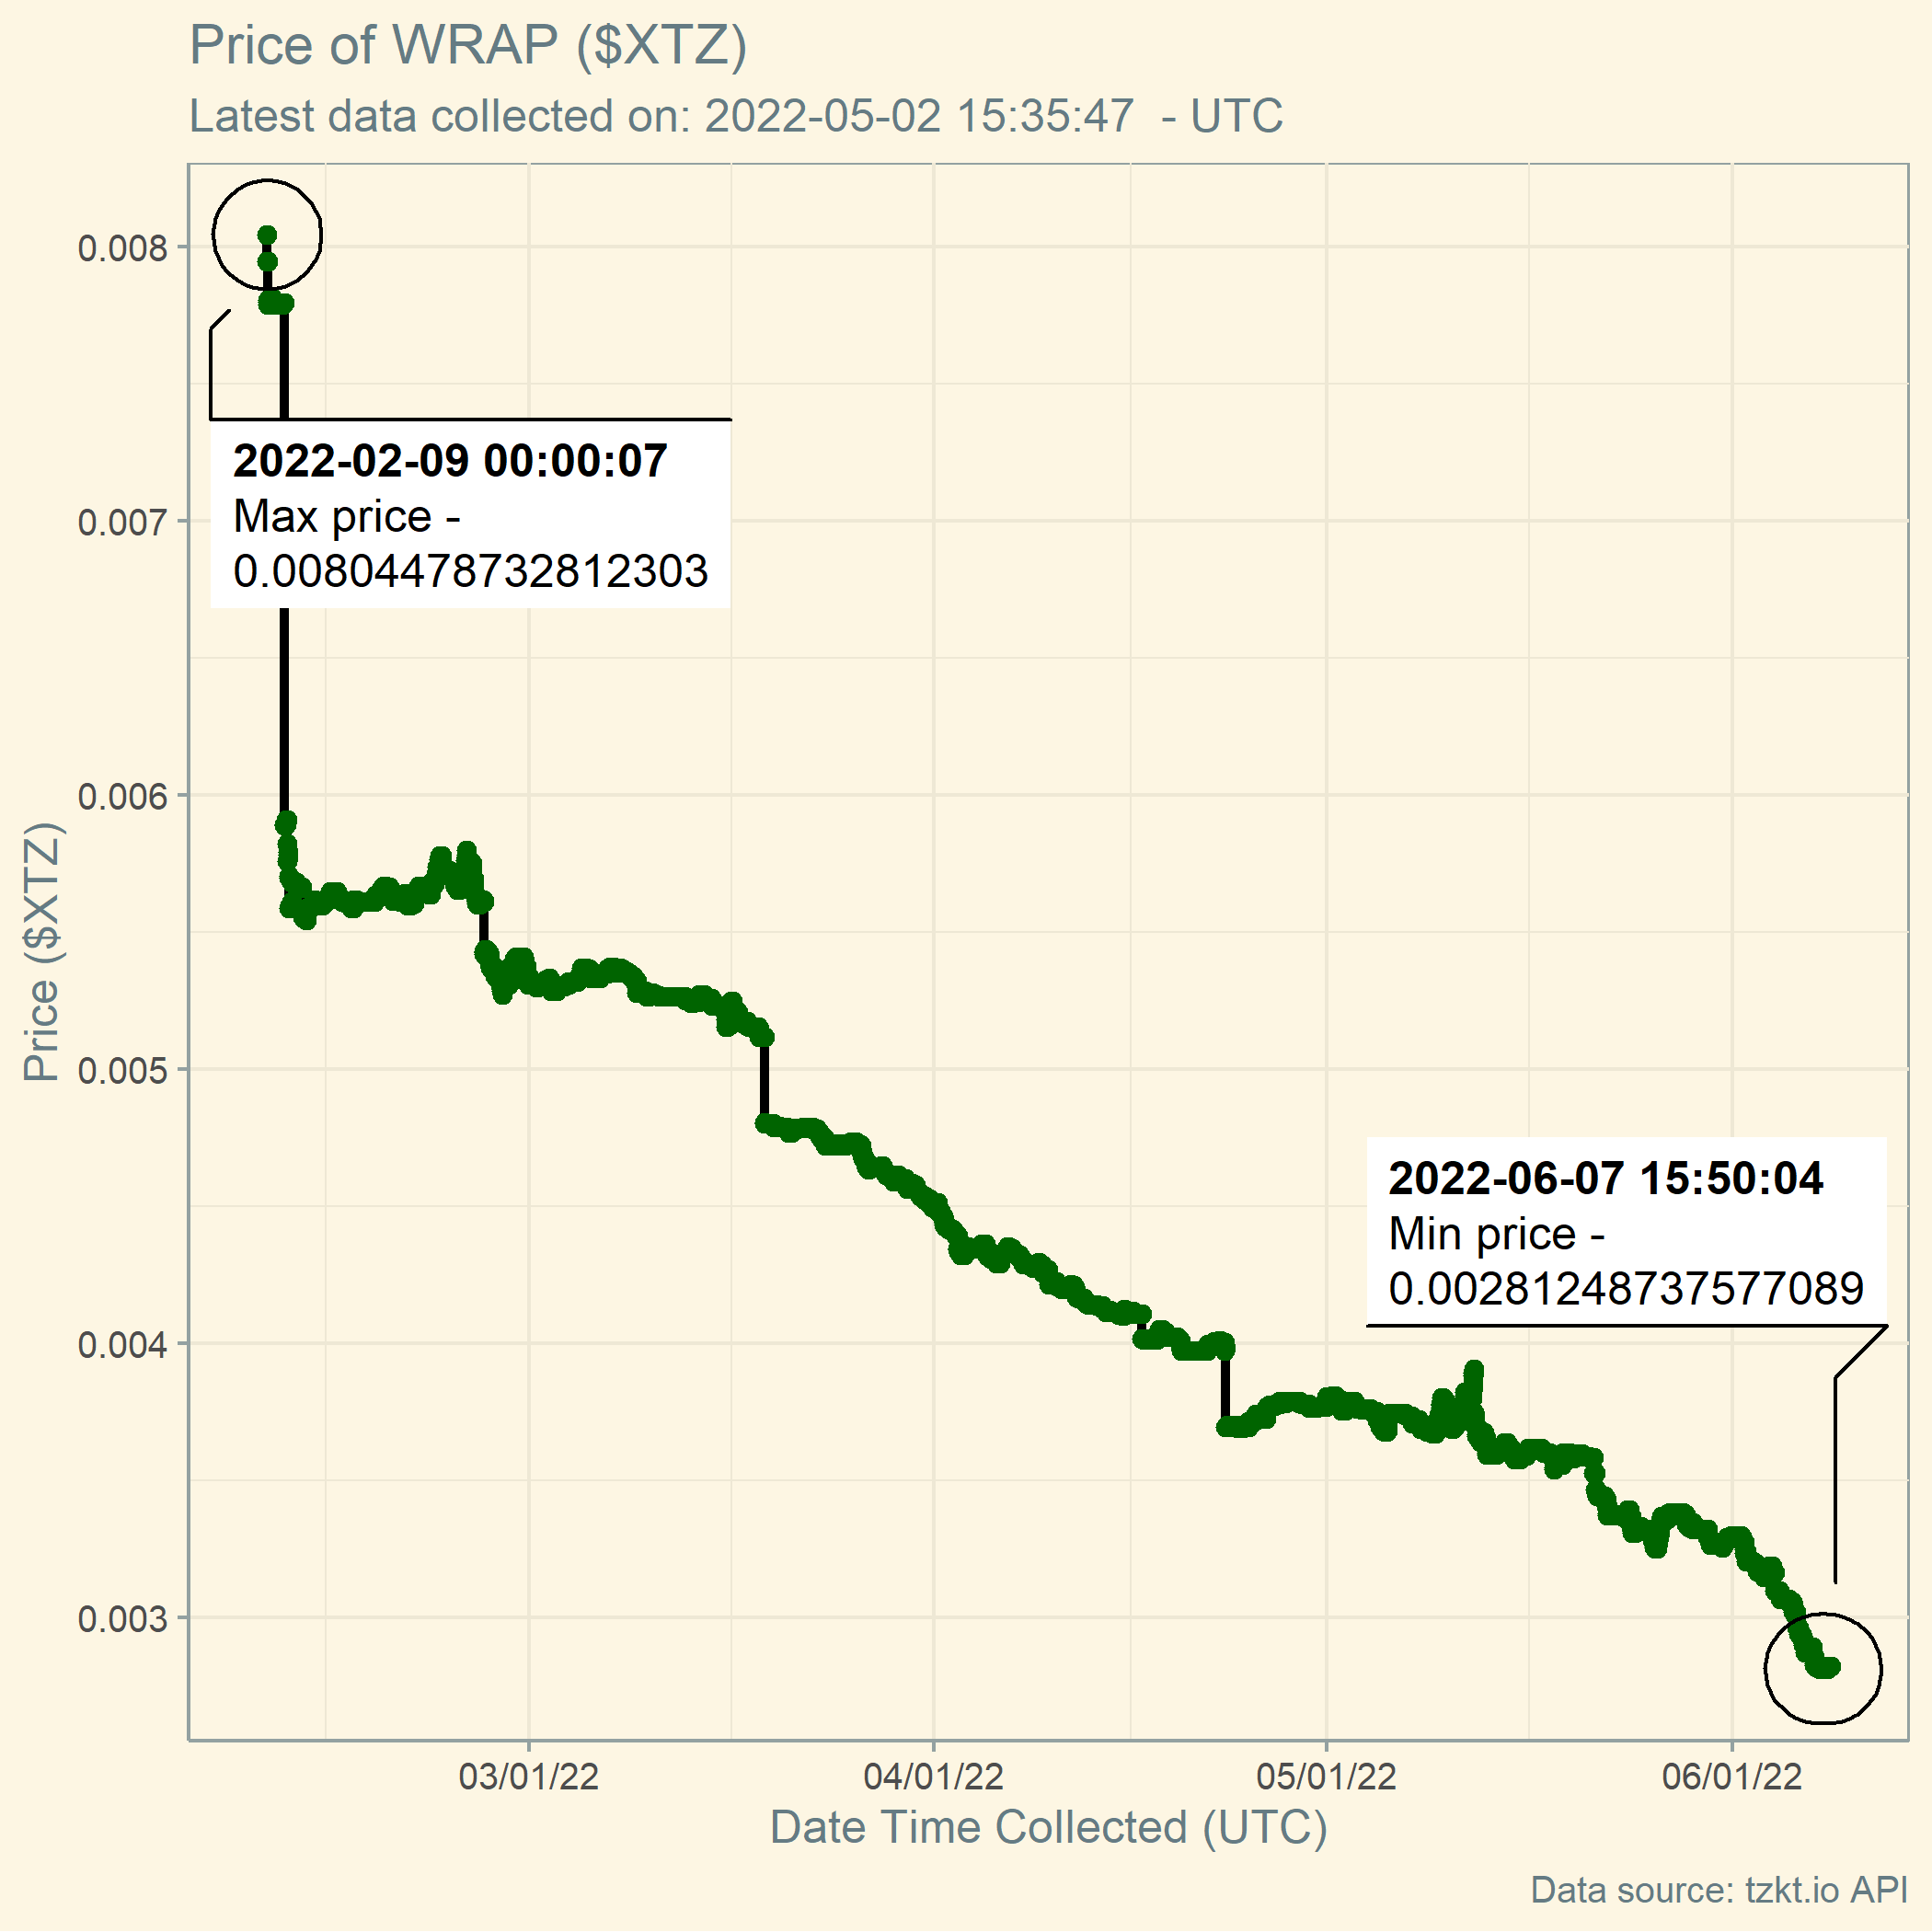 Price of WRAP ($XTZ)
Latest data collected on: 2022-05-02 15:35:47  - UTC
Price ($XTZ)
0.008
0.007
0.006
0.005
0.004
0.003
2022-02-09 00:00:07
Max price -
0.00804478732812303
2022-06-07 15:50:04
Min price -
0.00281248737577089
03/01/22
04/01/22
05/01/22
06/01/22
Date Time Collected (UTC)
Data source: tzkt.io API